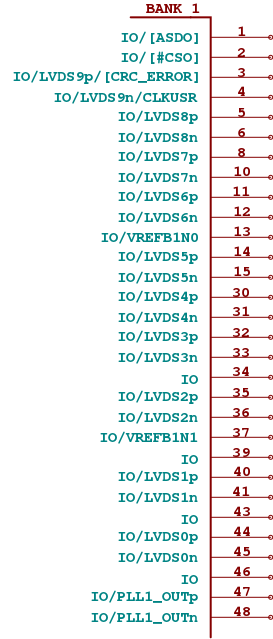 BANK 1
IO/[ASDO] 1
IO/[#CSO] 2
IO/LVDS9p/[CRC_ERROR] 3
IO/LVDS9n/CLKUSR 4
IO/LVDS8p 5
IO/LVDS8n 6
IO/LVDS7p 8
IO/LVDS7n 10
IO/LVDS6p 11
IO/LVDS6n 12
IO/VREFB1N0 13
IO/LVDS5p 14
IO/LVDS5n 15
IO/LVDS4p 30
IO/LVDS4n 31
IO/LVDS3p 32
IO/LVDS3n 33
IO 34
IO/LVDS2p 35
IO/LVDS2n 36
IO/VREFB1N1 37
IO 39
IO/LVDS1p 40
IO/LVDS1n 41
IO 43
IO/LVDS0p 44
IO/LVDS0n 45
IO 46
IO/PLL1_OUTp 47
IO/PLL1_OUTn 48